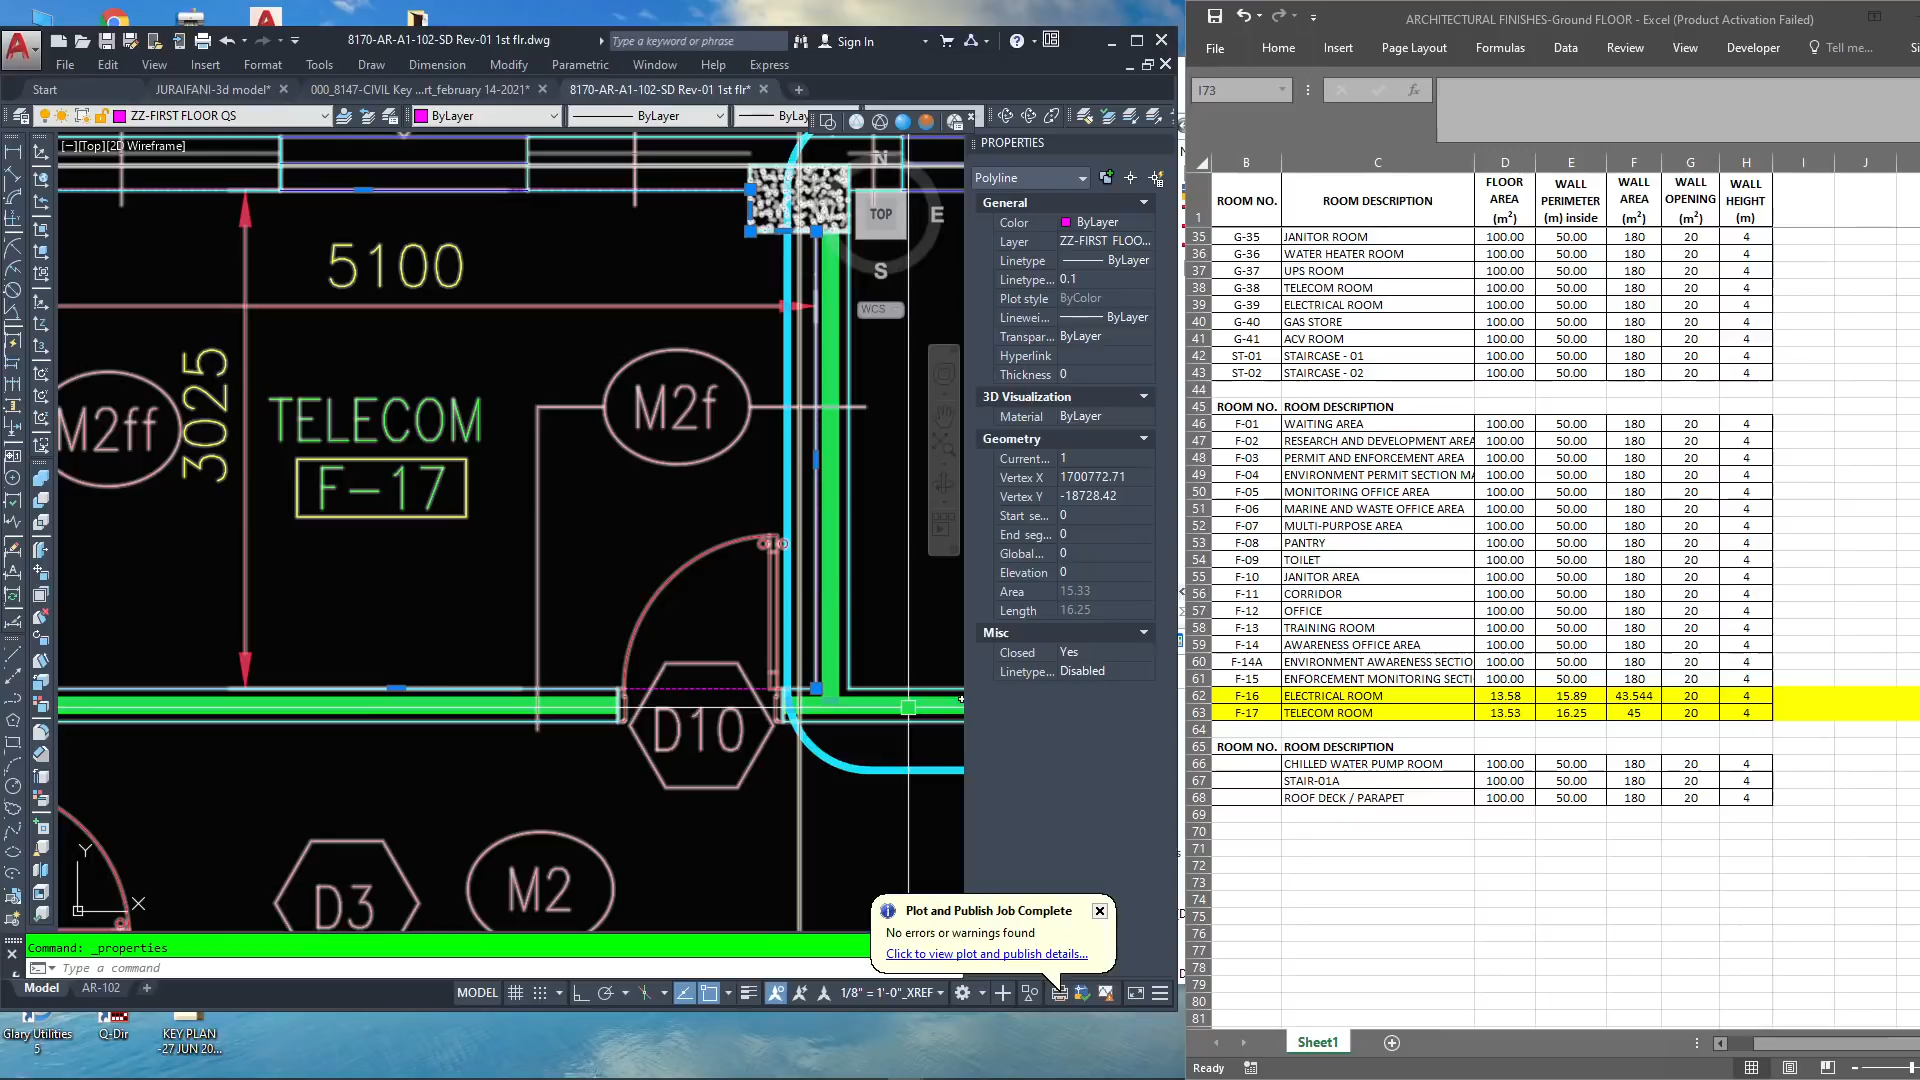 8170-AR-A1-102-SD Rev-01 1st flr.dwg
Type a keyword or phrase
Sign In
File Edit View Insert Format Tools Draw Dimension Modify Parametric Window Help Express
Start
JURAIFANI-3d model*
000_8147-CIVIL Key ...rt_february 14-2021*
8170-AR-A1-102-SD Rev-01 1st flr*
ZZ-FIRST FLOOR QS
ByLayer
ByLayer
ByLay
[−][Top][2D Wireframe]
N
TOP
E
S
WCS
5100
3025
TELECOM
F-17
M2ff
M2f
D10
D3
M2
Y
X
PROPERTIES
Polyline
General
Color ByLayer
Layer ZZ-FIRST FLOO...
Linetype ByLayer
Linetype... 0.1
Plot style ByColor
Linewei... ByLayer
Transpar... ByLayer
Hyperlink
Thickness 0
3D Visualization
Material ByLayer
Geometry
Current... 1
Vertex X 1700772.71
Vertex Y -18728.42
Start se... 0
End seg... 0
Global... 0
Elevation 0
Area 15.33
Length 16.25
Misc
Closed Yes
Linetype... Disabled
Plot and Publish Job Complete
No errors or warnings found
Click to view plot and publish details...
Command: _properties
Type a command
Model AR-102
MODEL
1/8" = 1'-0"_XREF
Glary Utilities
5
Q-Dir
KEY PLAN
-27 JUN 20...
ARCHITECTURAL FINISHES-Ground FLOOR - Excel (Product Activation Failed)
File Home Insert Page Layout Formulas Data Review View Developer Tell me... Si
I73
fx
B C D E F G H I J
1 ROOM NO. ROOM DESCRIPTION FLOOR AREA (m²) WALL PERIMETER (m) inside WALL AREA (m²) WALL OPENING (m²) WALL HEIGHT (m)
35 G-35 JANITOR ROOM 100.00 50.00 180 20 4
36 G-36 WATER HEATER ROOM 100.00 50.00 180 20 4
37 G-37 UPS ROOM 100.00 50.00 180 20 4
38 G-38 TELECOM ROOM 100.00 50.00 180 20 4
39 G-39 ELECTRICAL ROOM 100.00 50.00 180 20 4
40 G-40 GAS STORE 100.00 50.00 180 20 4
41 G-41 ACV ROOM 100.00 50.00 180 20 4
42 ST-01 STAIRCASE - 01 100.00 50.00 180 20 4
43 ST-02 STAIRCASE - 02 100.00 50.00 180 20 4
44
45 ROOM NO. ROOM DESCRIPTION
46 F-01 WAITING AREA 100.00 50.00 180 20 4
47 F-02 RESEARCH AND DEVELOPMENT AREA 100.00 50.00 180 20 4
48 F-03 PERMIT AND ENFORCEMENT AREA 100.00 50.00 180 20 4
49 F-04 ENVIRONMENT PERMIT SECTION MA 100.00 50.00 180 20 4
50 F-05 MONITORING OFFICE AREA 100.00 50.00 180 20 4
51 F-06 MARINE AND WASTE OFFICE AREA 100.00 50.00 180 20 4
52 F-07 MULTI-PURPOSE AREA 100.00 50.00 180 20 4
53 F-08 PANTRY 100.00 50.00 180 20 4
54 F-09 TOILET 100.00 50.00 180 20 4
55 F-10 JANITOR AREA 100.00 50.00 180 20 4
56 F-11 CORRIDOR 100.00 50.00 180 20 4
57 F-12 OFFICE 100.00 50.00 180 20 4
58 F-13 TRAINING ROOM 100.00 50.00 180 20 4
59 F-14 AWARENESS OFFICE AREA 100.00 50.00 180 20 4
60 F-14A ENVIRONMENT AWARENESS SECTIO 100.00 50.00 180 20 4
61 F-15 ENFORCEMENT MONITORING SECTI 100.00 50.00 180 20 4
62 F-16 ELECTRICAL ROOM 13.58 15.89 43.544 20 4
63 F-17 TELECOM ROOM 13.53 16.25 45 20 4
64
65 ROOM NO. ROOM DESCRIPTION
66 CHILLED WATER PUMP ROOM 100.00 50.00 180 20 4
67 STAIR-01A 100.00 50.00 180 20 4
68 ROOF DECK / PARAPET 100.00 50.00 180 20 4
69
70
71
72
73
74
75
76
77
78
79
80
81
Sheet1
Ready